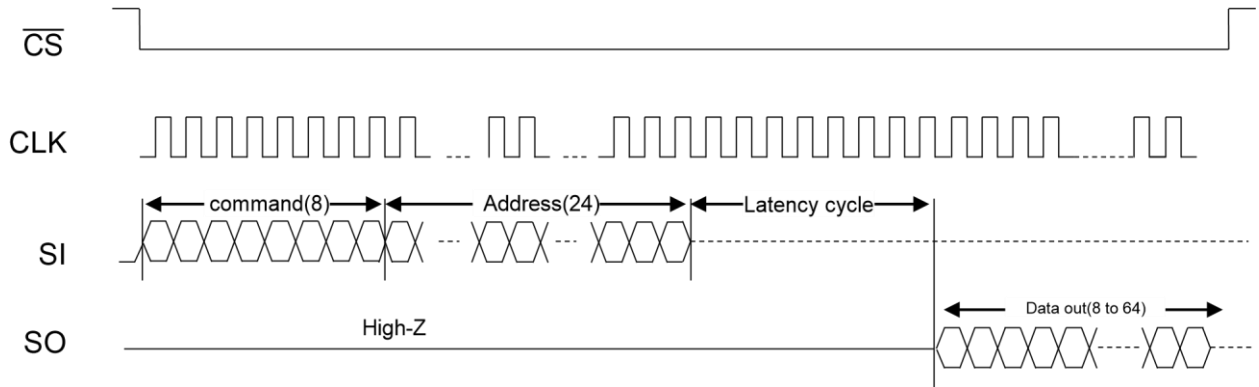 CS
CLK
command(8) Address(24) Latency cycle
SI
Data out(8 to 64)
High-Z
SO